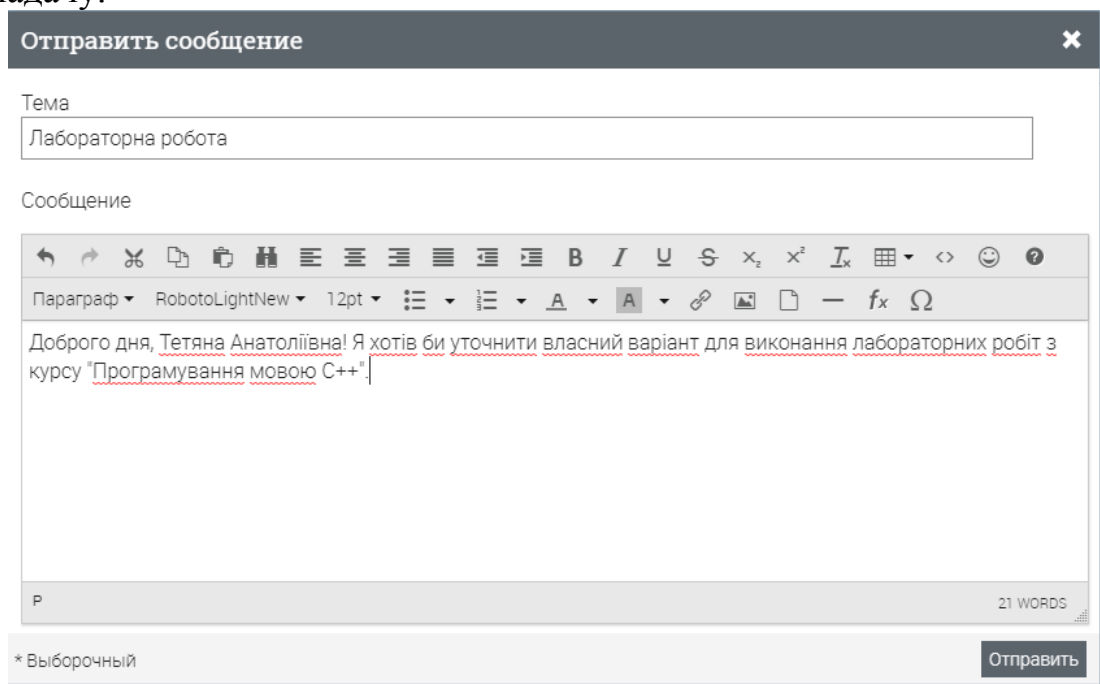 Отправить сообщение
Тема
Лабораторна робота
Сообщение
Параграф RobotoLightNew 12pt
Доброго дня, Тетяна Анатоліївна! Я хотів би уточнити власний варіант для виконання лабораторних робіт з
курсу "Програмування мовою C++".
P 21 WORDS
* Выборочный Отправить